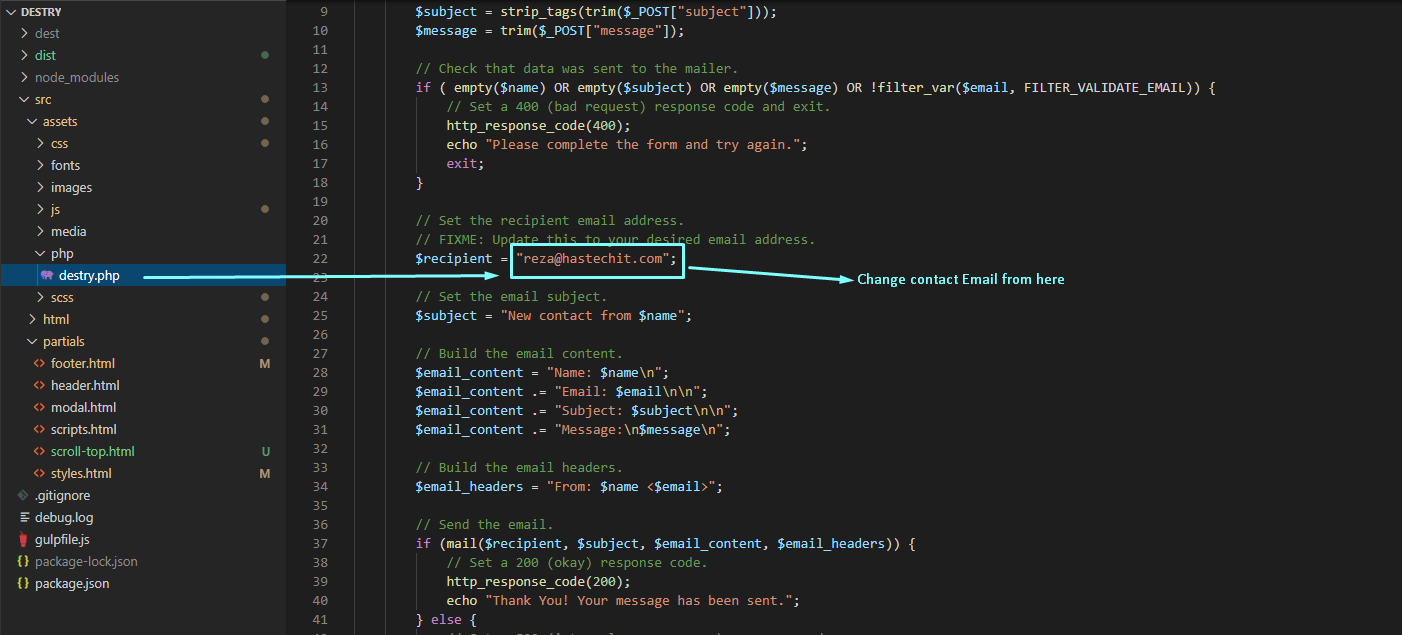 DESTRY
dest
dist
node_modules
src
assets
css
fonts
images
js
media
php
destry.php
scss
html
partials
footer.html M
header.html
modal.html
scripts.html
scroll-top.html U
styles.html M
.gitignore
debug.log
gulpfile.js
package-lock.json
package.json
9 $subject = strip_tags(trim($_POST["subject"]));
10 $message = trim($_POST["message"]);
11
12 // Check that data was sent to the mailer.
13 if ( empty($name) OR empty($subject) OR empty($message) OR !filter_var($email, FILTER_VALIDATE_EMAIL)) {
14 // Set a 400 (bad request) response code and exit.
15 http_response_code(400);
16 echo "Please complete the form and try again.";
17 exit;
18 }
19
20 // Set the recipient email address.
21 // FIXME: Update this to your desired email address.
22 $recipient = "reza@hastechit.com";
23
Change contact Email from here
24 // Set the email subject.
25 $subject = "New contact from $name";
26
27 // Build the email content.
28 $email_content = "Name: $name\n";
29 $email_content .= "Email: $email\n\n";
30 $email_content .= "Subject: $subject\n\n";
31 $email_content .= "Message:\n$message\n";
32
33 // Build the email headers.
34 $email_headers = "From: $name <$email>";
35
36 // Send the email.
37 if (mail($recipient, $subject, $email_content, $email_headers)) {
38 // Set a 200 (okay) response code.
39 http_response_code(200);
40 echo "Thank You! Your message has been sent.";
41 } else {